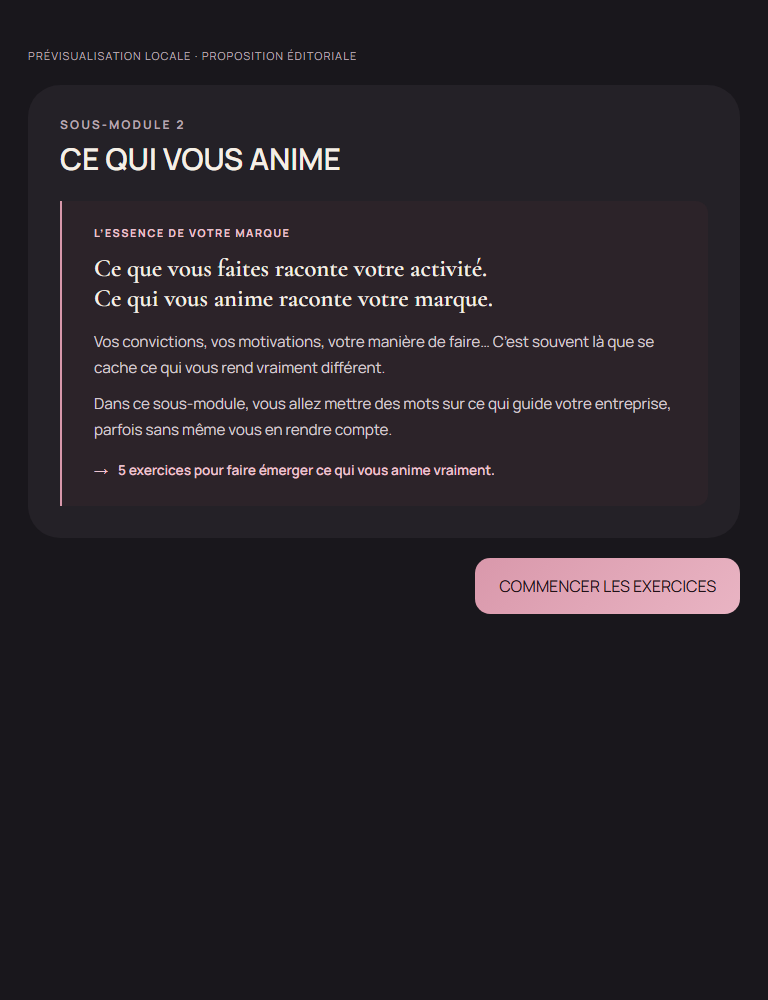 PRÉVISUALISATION LOCALE · PROPOSITION ÉDITORIALE
SOUS-MODULE 2
CE QUI VOUS ANIME
L'ESSENCE DE VOTRE MARQUE
Ce que vous faites raconte votre activité.
Ce qui vous anime raconte votre marque.
Vos convictions, vos motivations, votre manière de faire… C'est souvent là que se
cache ce qui vous rend vraiment différent.
Dans ce sous-module, vous allez mettre des mots sur ce qui guide votre entreprise,
parfois sans même vous en rendre compte.
→ 5 exercices pour faire émerger ce qui vous anime vraiment.
COMMENCER LES EXERCICES